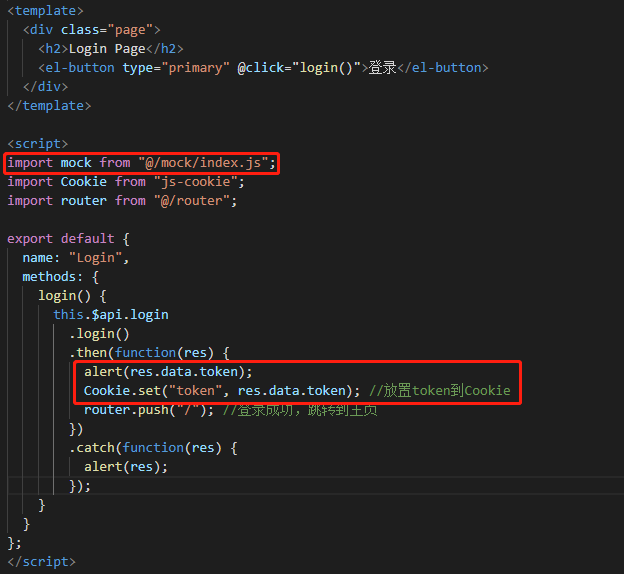 <template>
  <div class="page">
    <h2>Login Page</h2>
    <el-button type="primary" @click="login()">登录</el-button>
  </div>
</template>

<script>
import mock from "@/mock/index.js";
import Cookie from "js-cookie";
import router from "@/router";

export default {
  name: "Login",
  methods: {
    login() {
      this.$api.login
        .login()
        .then(function(res) {
          alert(res.data.token);
          Cookie.set("token", res.data.token); //放置token到Cookie
          router.push("/"); //登录成功，跳转到主页
        })
        .catch(function(res) {
          alert(res);
        });
    }
  }
};
</script>